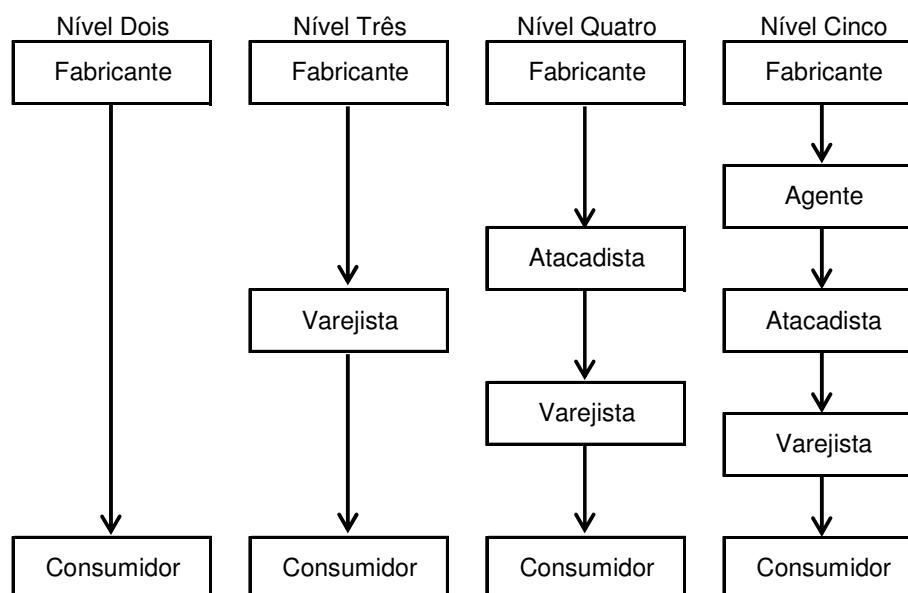 Nível Dois
Nível Três
Nível Quatro
Nível Cinco
Fabricante
Fabricante
Fabricante
Fabricante
Agente
Atacadista
Varejista
Atacadista
Varejista
Varejista
Consumidor
Consumidor
Consumidor
Consumidor